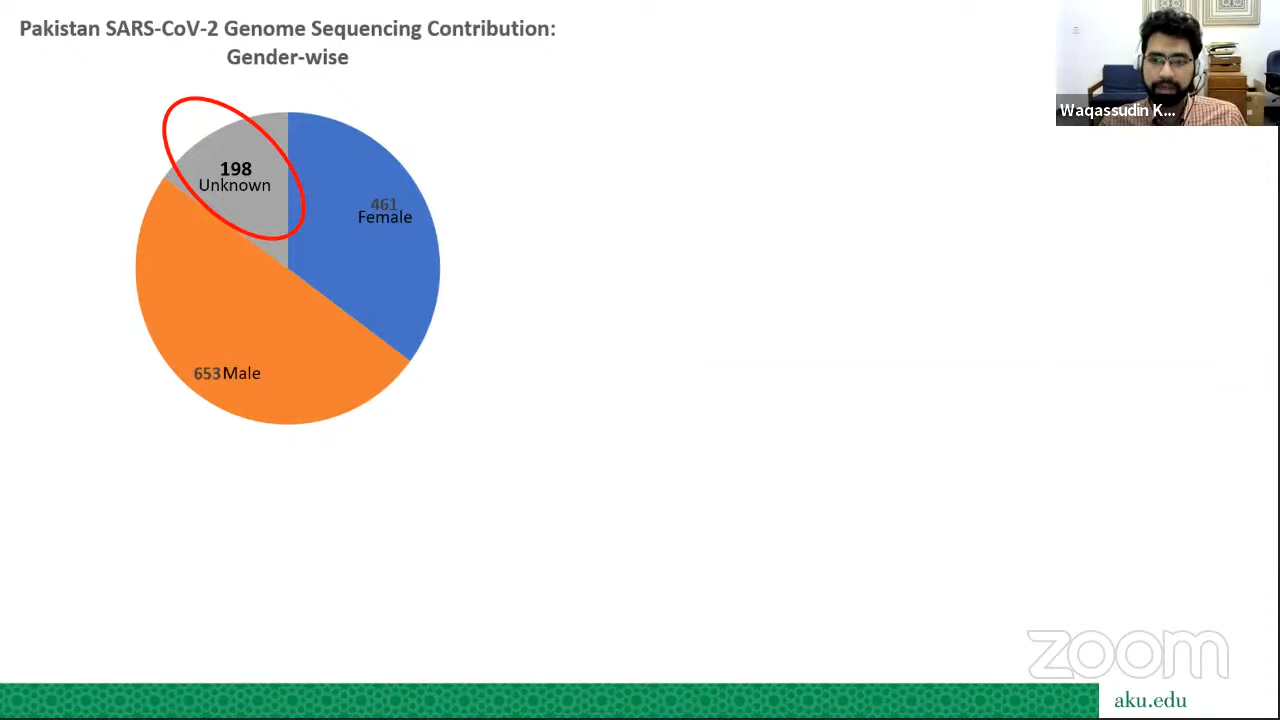 Pakistan SARS-CoV-2 Genome Sequencing Contribution:
Gender-wise
Waqassudin K...
198
Unknown
461
Female
653 Male
zoom
aku.edu